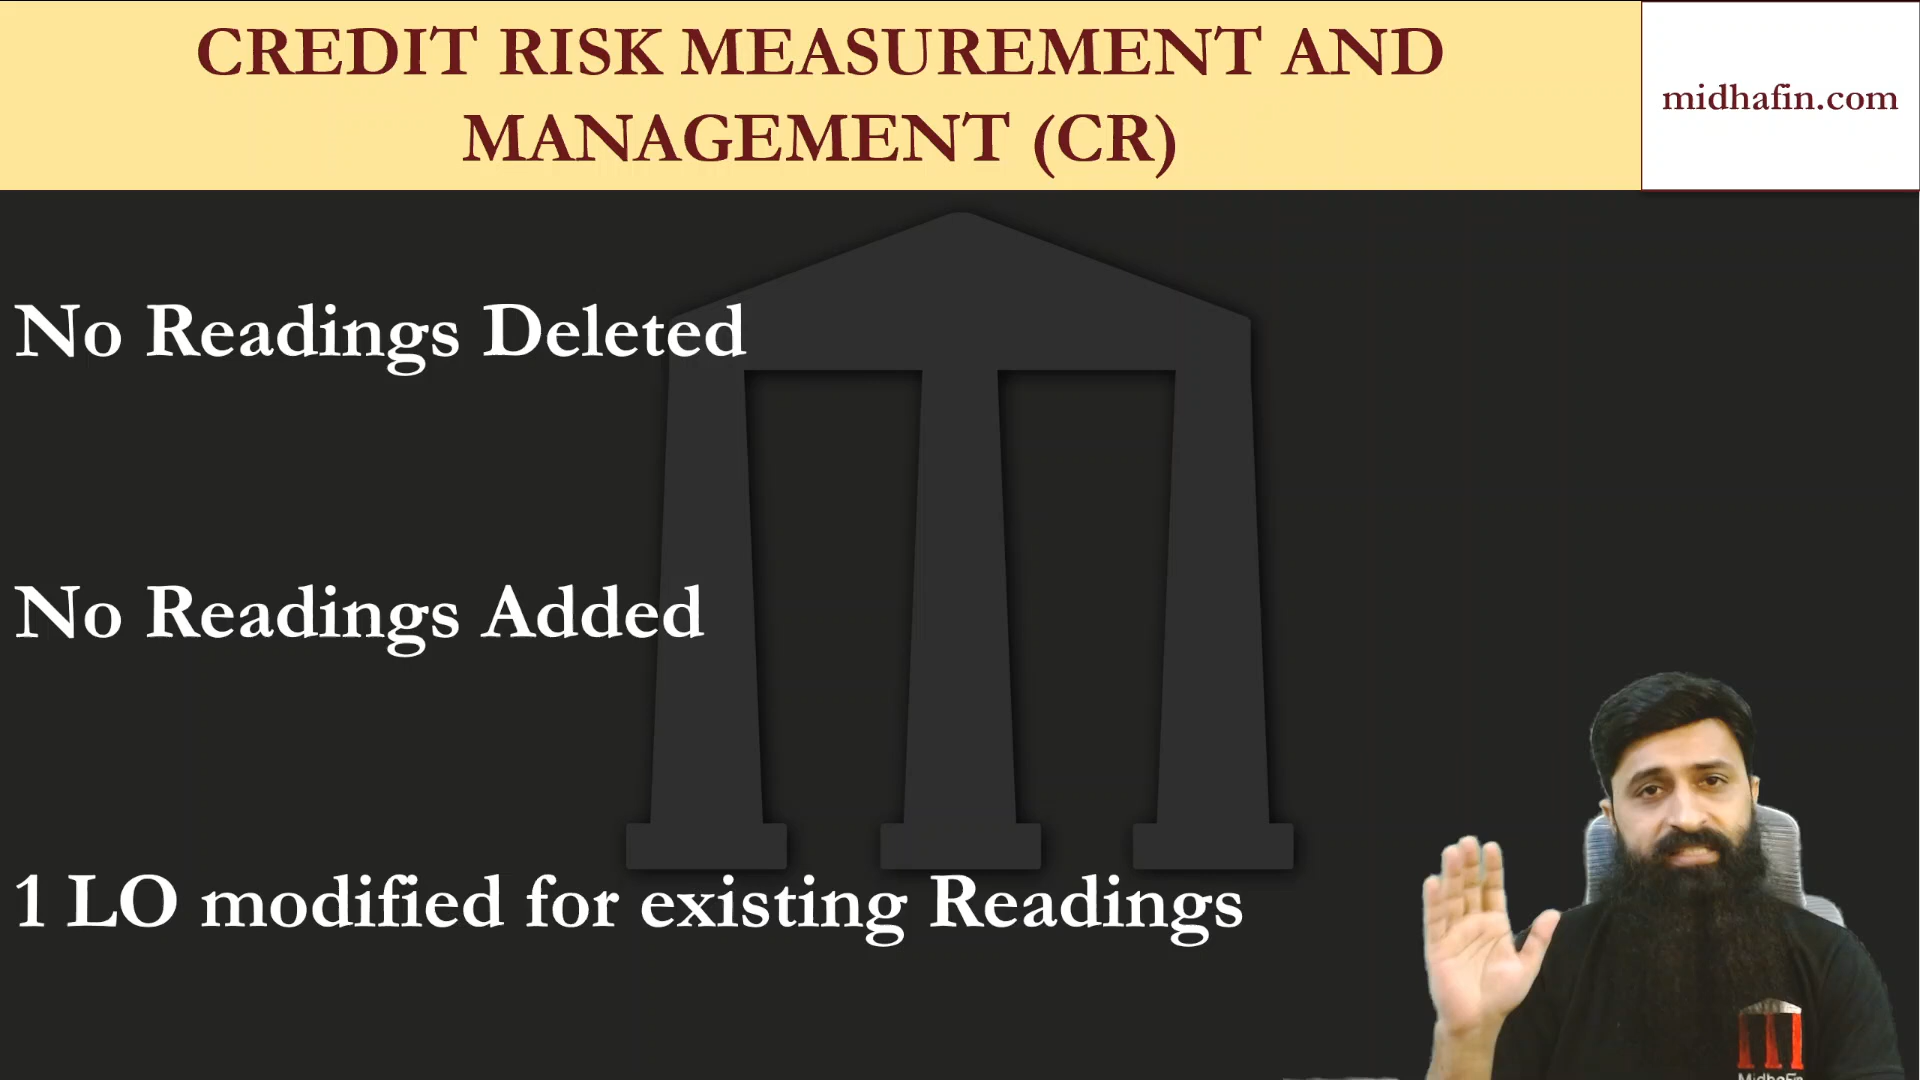 CREDIT RISK MEASUREMENT AND
MANAGEMENT (CR)
midhafin.com
No Readings Deleted
No Readings Added
1 LO modified for existing Readings
MidhaFin